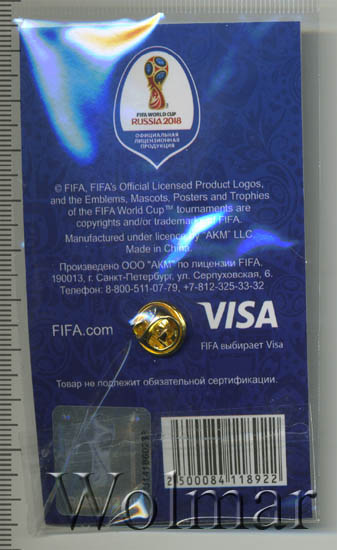 FIFA WORLD CUP
RUSSIA 2018
ОФИЦИАЛЬНАЯ
ЛИЦЕНЗИОННАЯ
ПРОДУКЦИЯ
© FIFA, FIFA's Official Licensed Product Logos,
and the Emblems, Mascots, Posters and Trophies
of the FIFA World Cup™ tournaments are
copyrights and/or trademarks of FIFA.
Manufactured under licence by "AKM" LLC.
Made in China.
Произведено ООО "АКМ" по лицензии FIFA.
190013, г. Санкт-Петербург, ул. Серпуховская, 6.
Телефон: 8-800-511-07-79, +7-812-325-33-32
FIFA.com
VISA
FIFA выбирает Visa
Товар не подлежит обязательной сертификации.
2 500084 118922
Wolmar